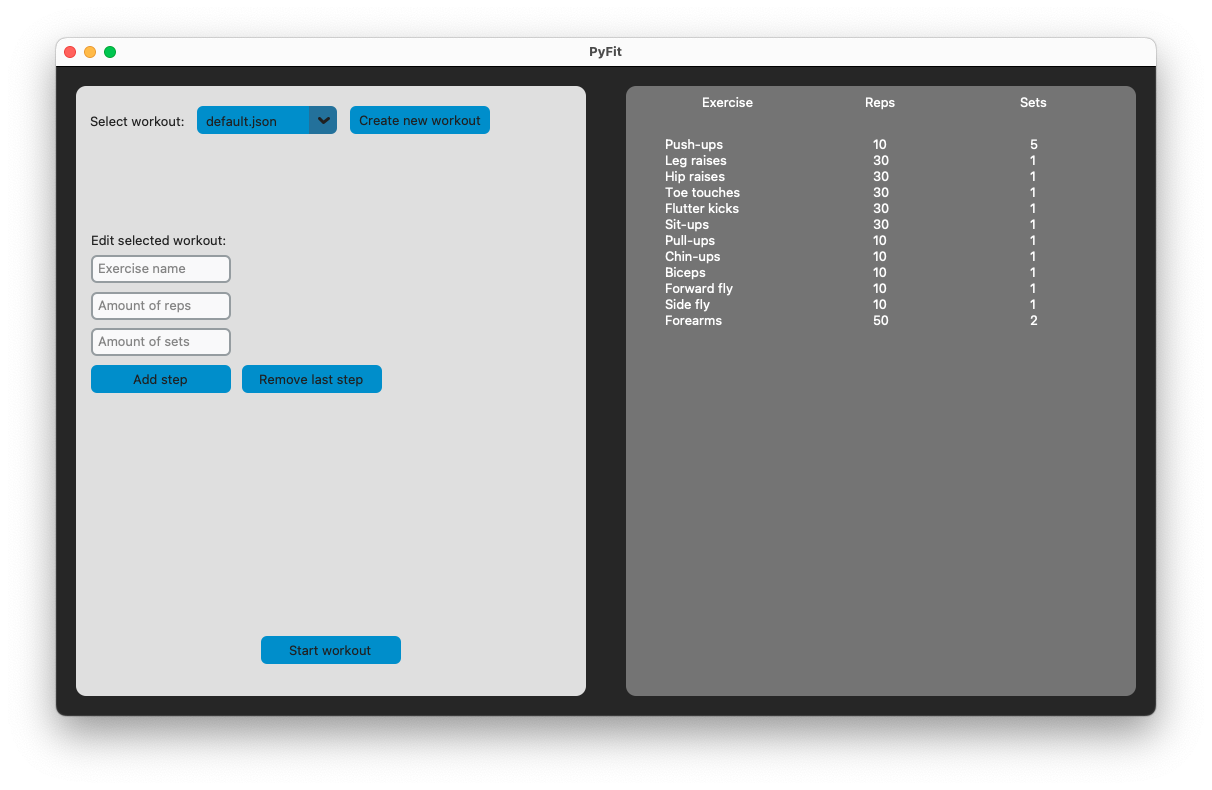 PyFit
Select workout: default.json Create new workout
Edit selected workout:
Exercise name
Amount of reps
Amount of sets
Add step Remove last step
Start workout
Exercise Reps Sets
Push-ups 10 5
Leg raises 30 1
Hip raises 30 1
Toe touches 30 1
Flutter kicks 30 1
Sit-ups 30 1
Pull-ups 10 1
Chin-ups 10 1
Biceps 10 1
Forward fly 10 1
Side fly 10 1
Forearms 50 2